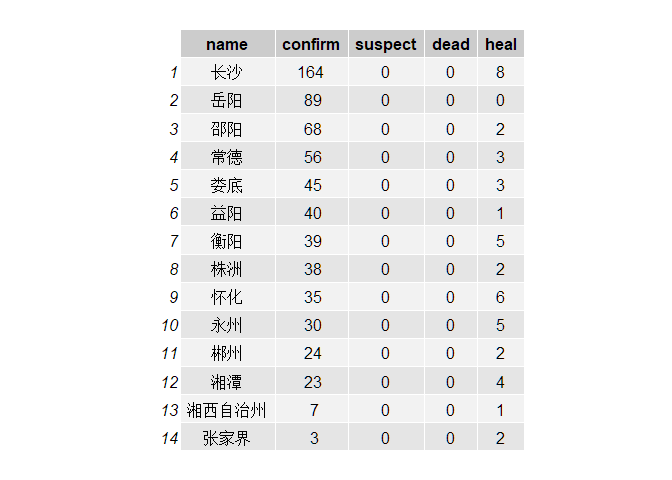 name confirm suspect dead heal
1 长沙 164 0 0 8
2 岳阳 89 0 0 0
3 邵阳 68 0 0 2
4 常德 56 0 0 3
5 娄底 45 0 0 3
6 益阳 40 0 0 1
7 衡阳 39 0 0 5
8 株洲 38 0 0 2
9 怀化 35 0 0 6
10 永州 30 0 0 5
11 郴州 24 0 0 2
12 湘潭 23 0 0 4
13 湘西自治州 7 0 0 1
14 张家界 3 0 0 2